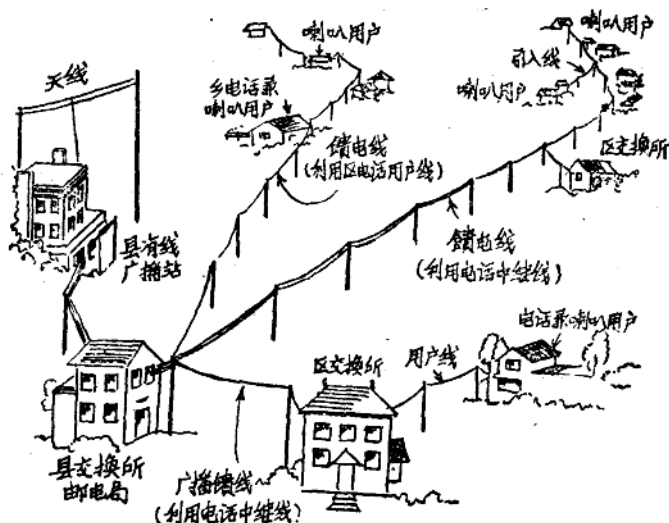 喇叭用户
喇叭用户
天线
引入线
乡电话兼
喇叭用户
喇叭用户
馈电线
(利用区电话用户线)
区交换所
县有线
广播站
馈电线
(利用电话中继线)
电话兼喇叭用户
区交换所
用户线
县交换所
邮电局
广播馈线
(利用电话中继线)